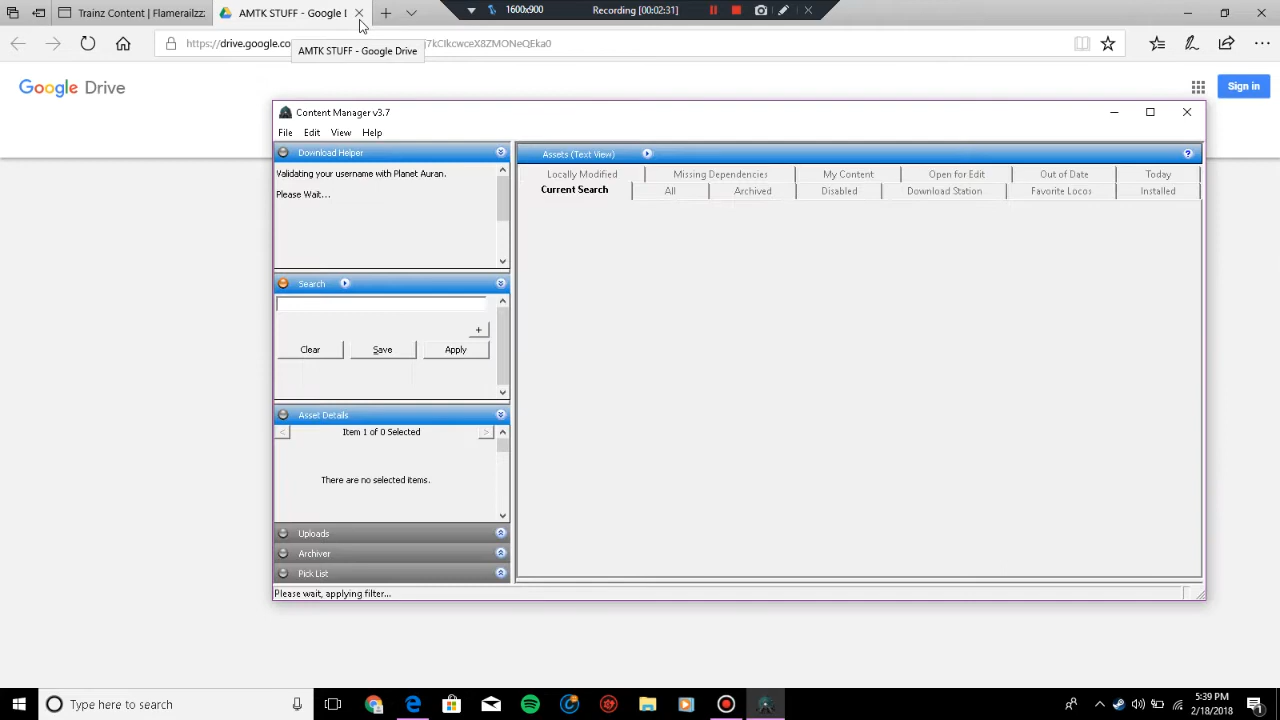 Trainz Content | Flamerailzz
AMTK STUFF - Google D
1600x900
Recording [00:02:31]
https://drive.google.co
7kCIkcwceX8ZMONeQEka0
AMTK STUFF - Google Drive
Google Drive
Sign in
Content Manager v3.7
File Edit View Help
Download Helper
Validating your username with Planet Auran.
Please Wait...
Assets (Text View)
?
Locally Modified Missing Dependencies My Content Open for Edit Out of Date Today
Current Search All Archived Disabled Download Station Favorite Locos Installed
Search
+
Clear Save Apply
Asset Details
< Item 1 of 0 Selected >
There are no selected items.
Uploads
Archiver
Pick List
Please wait, applying filter...
Type here to search
5:39 PM
2/18/2018
1